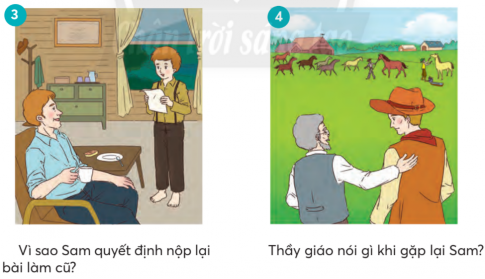 3
4
Vì sao Sam quyết định nộp lại
bài làm cũ?
Thầy giáo nói gì khi gặp lại Sam?